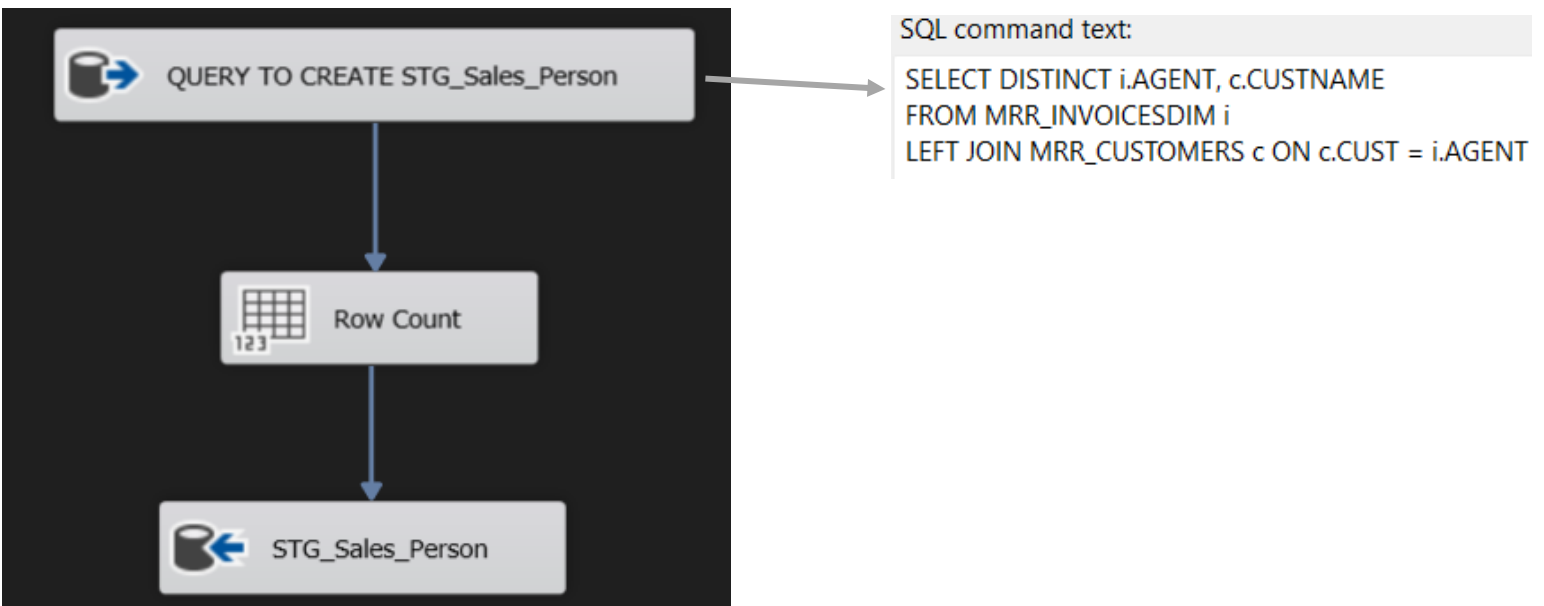 QUERY TO CREATE STG_Sales_Person
SQL command text:
SELECT DISTINCT i.AGENT, c.CUSTNAME
FROM MRR_INVOICESDIM i
LEFT JOIN MRR_CUSTOMERS c ON c.CUST = i.AGENT
123
Row Count
STG_Sales_Person